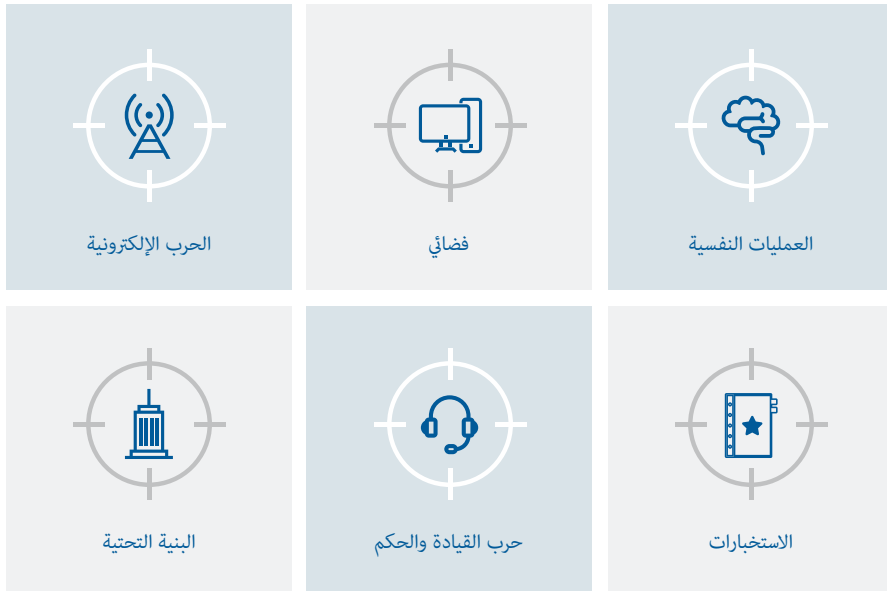 العمليات النفسية
فضائي
الحرب الإلكترونية
الاستخبارات
حرب القيادة والحكم
البنية التحتية